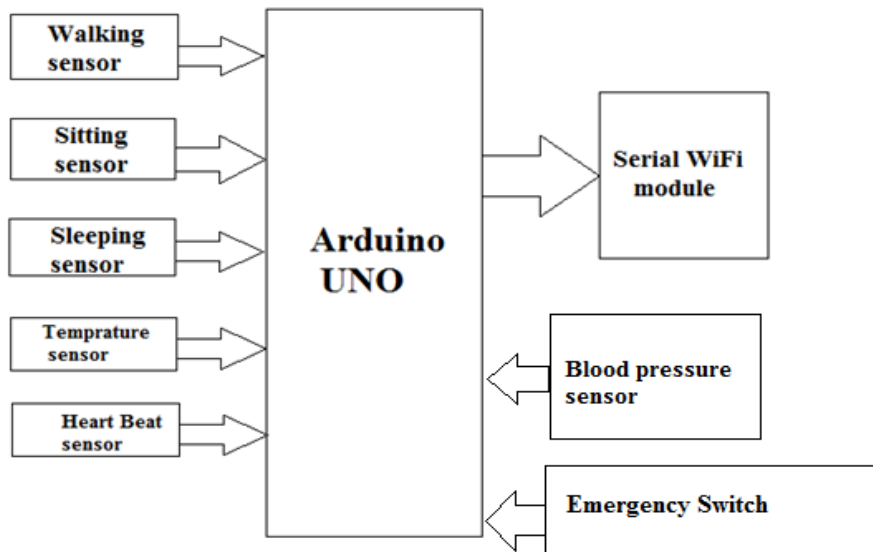 Walking
sensor
Sitting
sensor
Sleeping
sensor
Temprature
sensor
Heart Beat
sensor
Arduino
UNO
Serial WiFi
module
Blood pressure
sensor
Emergency Switch